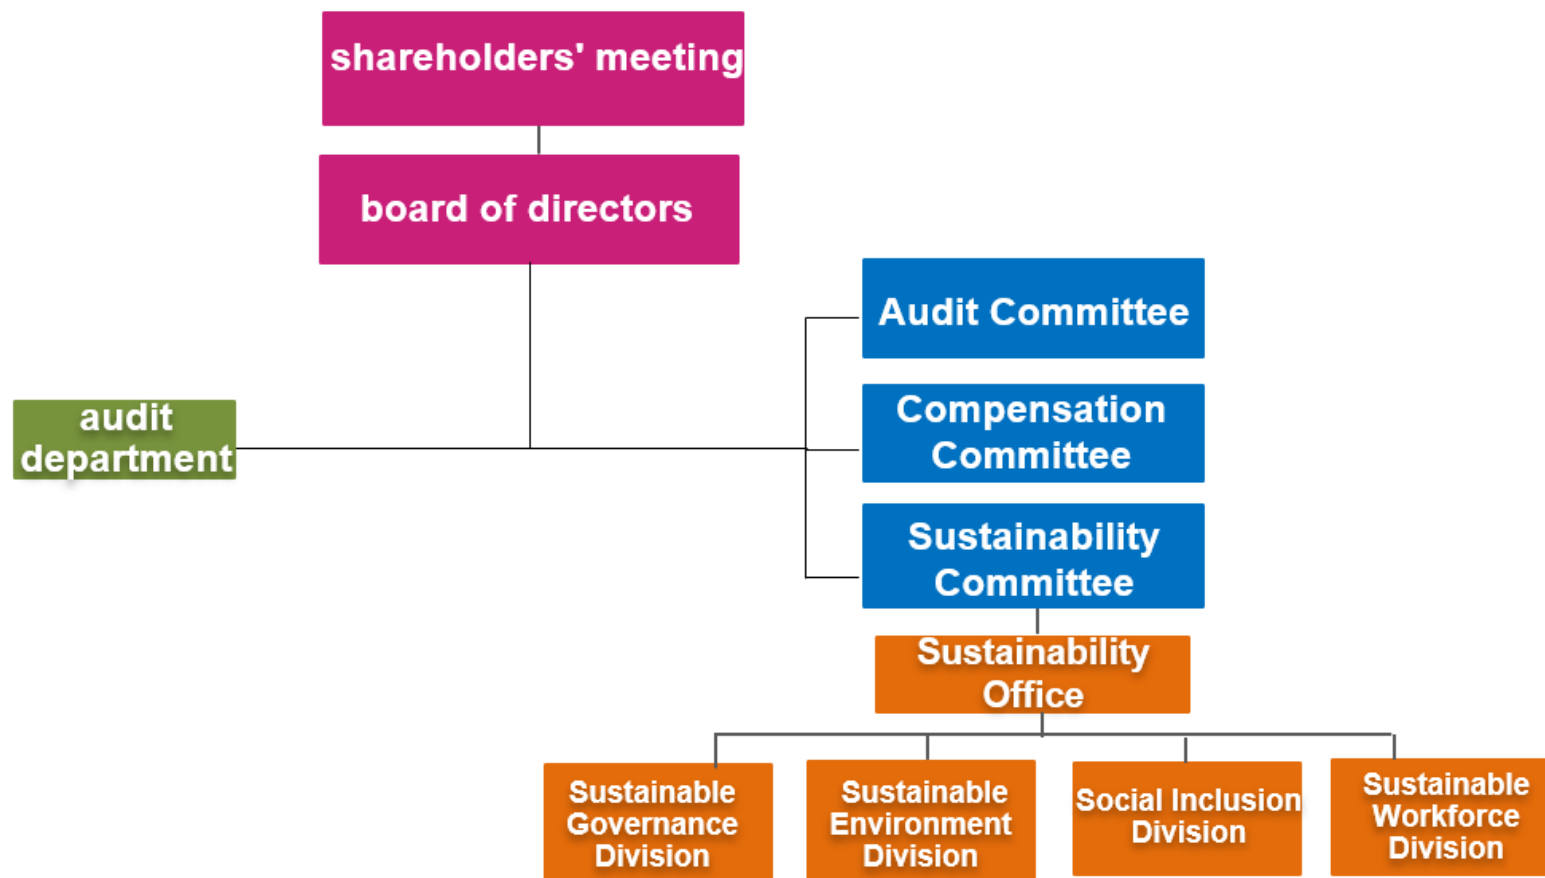 shareholders' meeting
board of directors
Audit Committee
audit
department
Compensation
Committee
Sustainability
Committee
Sustainability
Office
Sustainable
Governance
Division
Sustainable
Environment
Division
Social Inclusion
Division
Sustainable
Workforce
Division